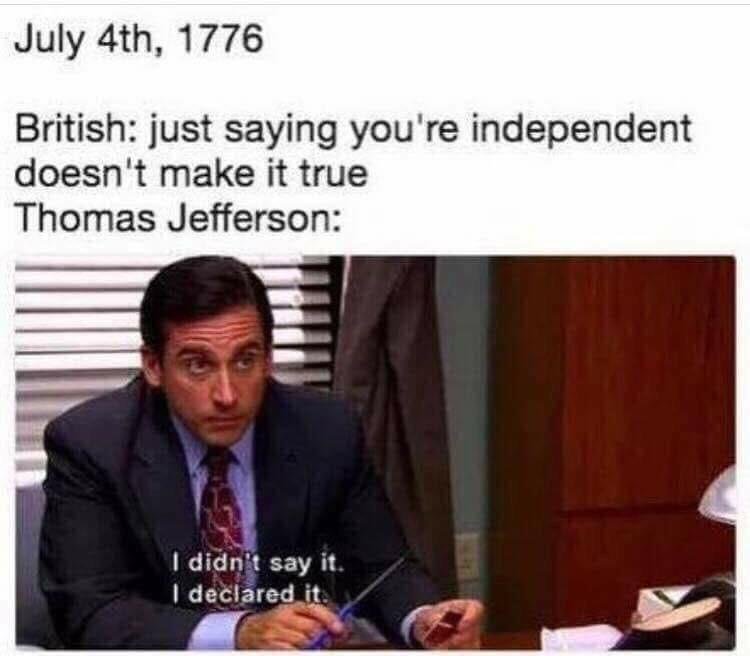 July 4th, 1776
British: just saying you're independent
doesn't make it true
Thomas Jefferson:
I didn't say it.
I declared it.